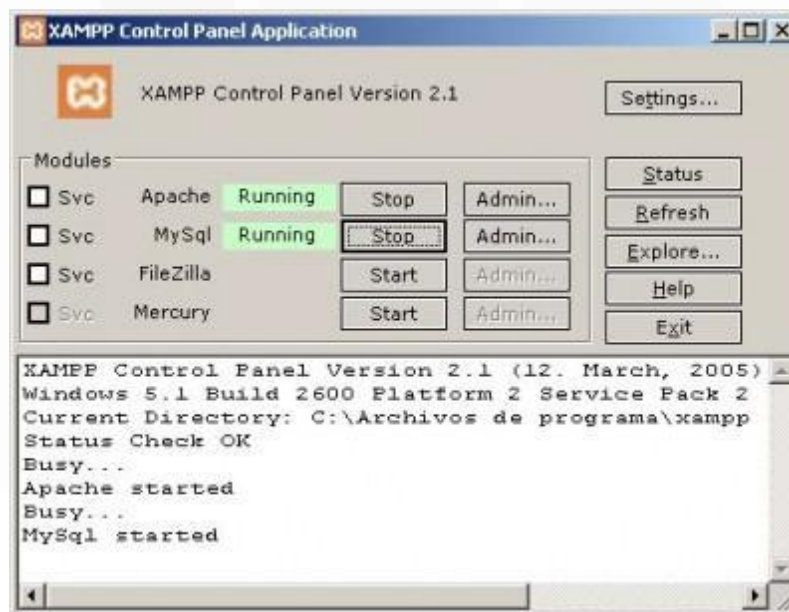 XAMPP Control Panel Application
XAMPP Control Panel Version 2.1
Settings...
Modules
Svc Apache Running Stop Admin...
Svc MySql Running Stop Admin...
Svc FileZilla Start Admin...
Svc Mercury Start Admin...
Status
Refresh
Explore...
Help
Exit
XAMPP Control Panel Version 2.1 (12. March, 2005)
Windows 5.1 Build 2600 Platform 2 Service Pack 2
Current Directory: C:\Archivos de programa\xampp
Status Check OK
Busy...
Apache started
Busy...
MySql started